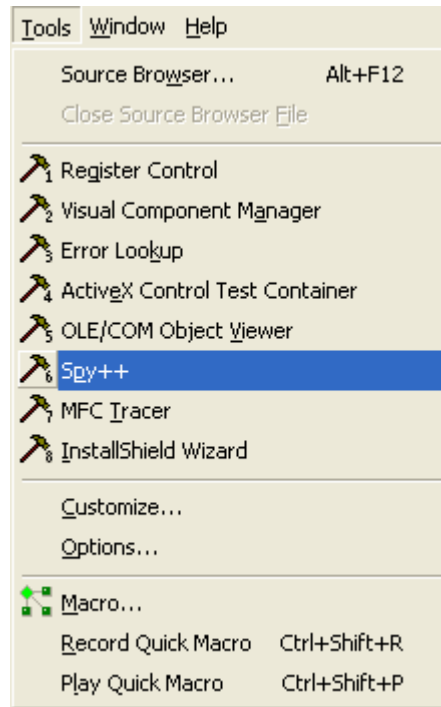 Tools Window Help
Source Browser... Alt+F12
Close Source Browser File
1 Register Control
2 Visual Component Manager
3 Error Lookup
4 ActiveX Control Test Container
5 OLE/COM Object Viewer
6 Spy++
7 MFC Tracer
8 InstallShield Wizard
Customize...
Options...
Macro...
Record Quick Macro Ctrl+Shift+R
Play Quick Macro Ctrl+Shift+P